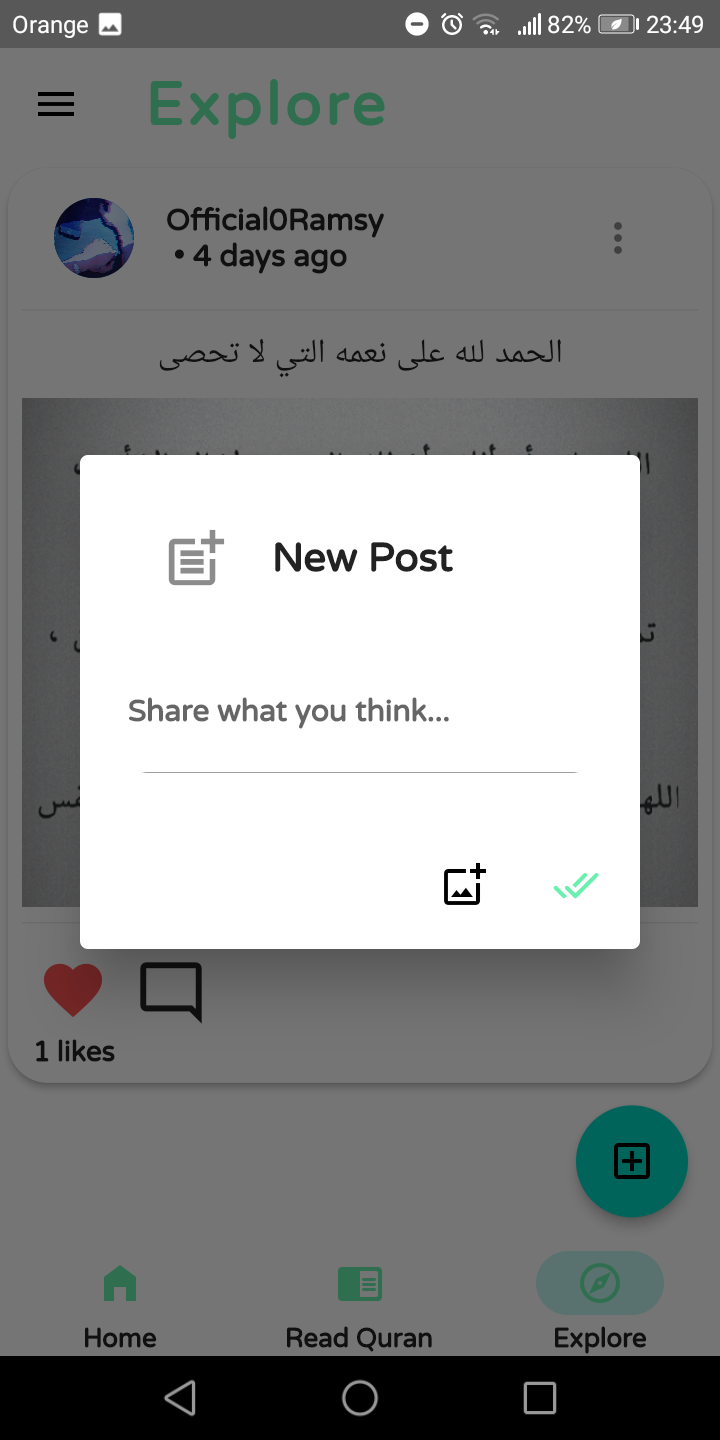 Orange 82% 23:49
Explore
Official0Ramsy
• 4 days ago
الحمد لله على نعمه التي لا تحصى
New Post
Share what you think...
1 likes
Home Read Quran Explore